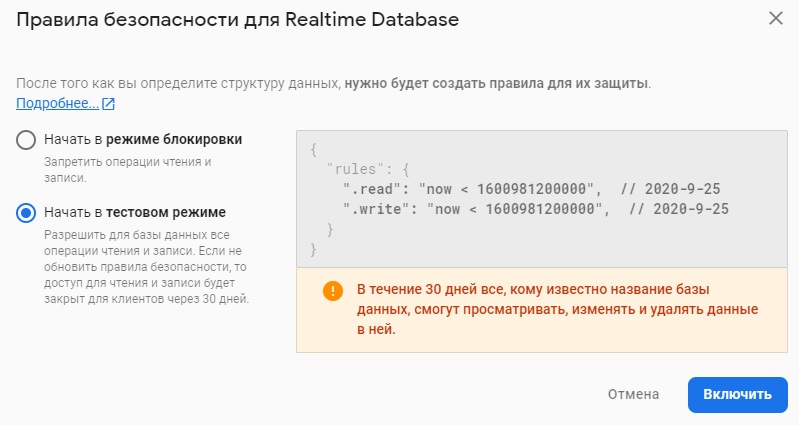 Правила безопасности для Realtime Database
После того как вы определите структуру данных, нужно будет создать правила для их защиты.
Подробнее...
Начать в режиме блокировки
Запретить операции чтения и
записи.
Начать в тестовом режиме
Разрешить для базы данных все
операции чтения и записи. Если не
обновить правила безопасности, то
доступ для чтения и записи будет
закрыт для клиентов через 30 дней.
{
"rules": {
".read": "now < 1600981200000",  // 2020-9-25
".write": "now < 1600981200000",  // 2020-9-25
}
}
В течение 30 дней все, кому известно название базы
данных, смогут просматривать, изменять и удалять данные
в ней.
Отмена
Включить